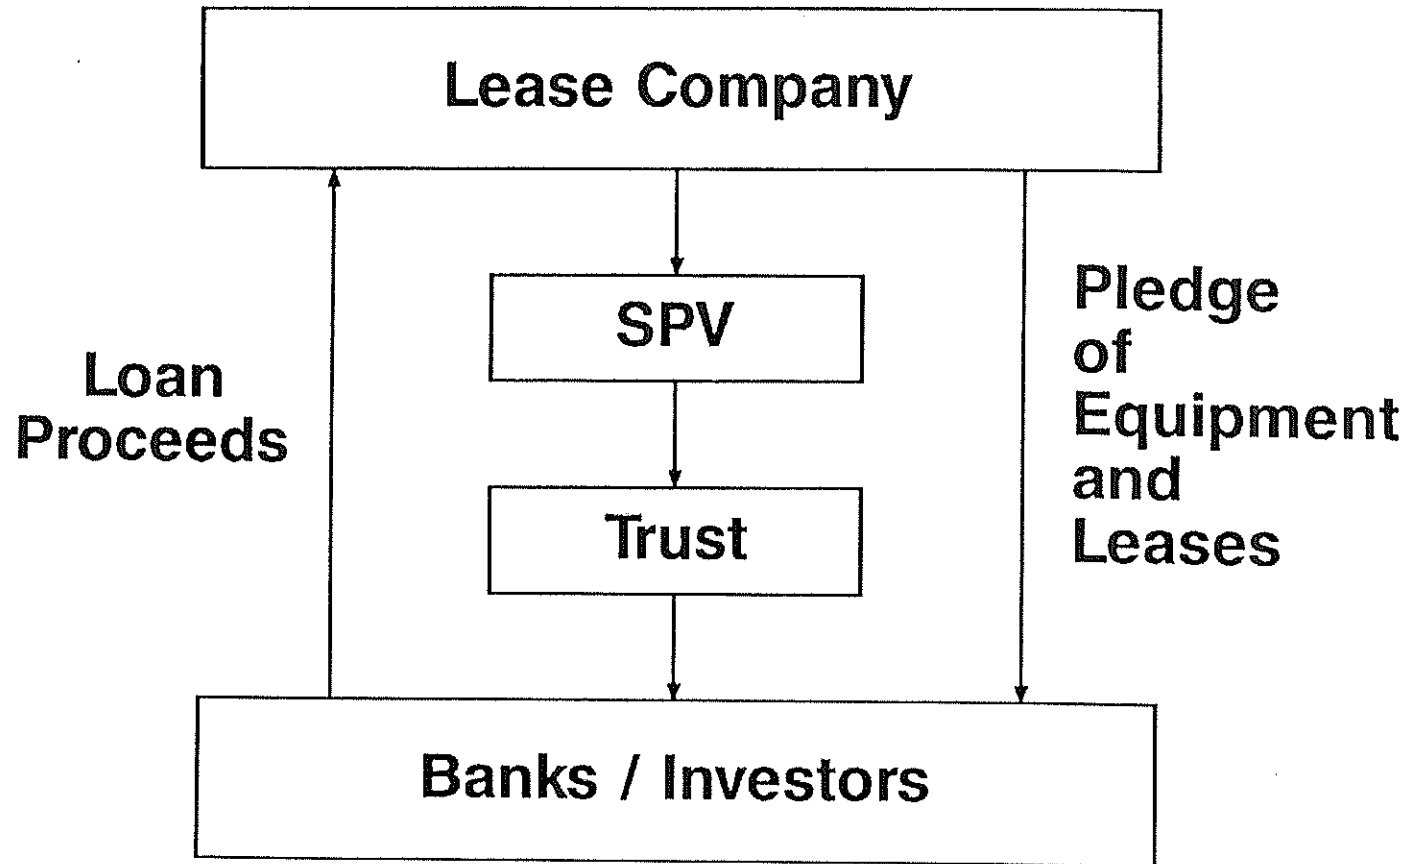 Lease Company
SPV
Loan
Proceeds
Trust
Pledge
of
Equipment
and
Leases
Banks / Investors